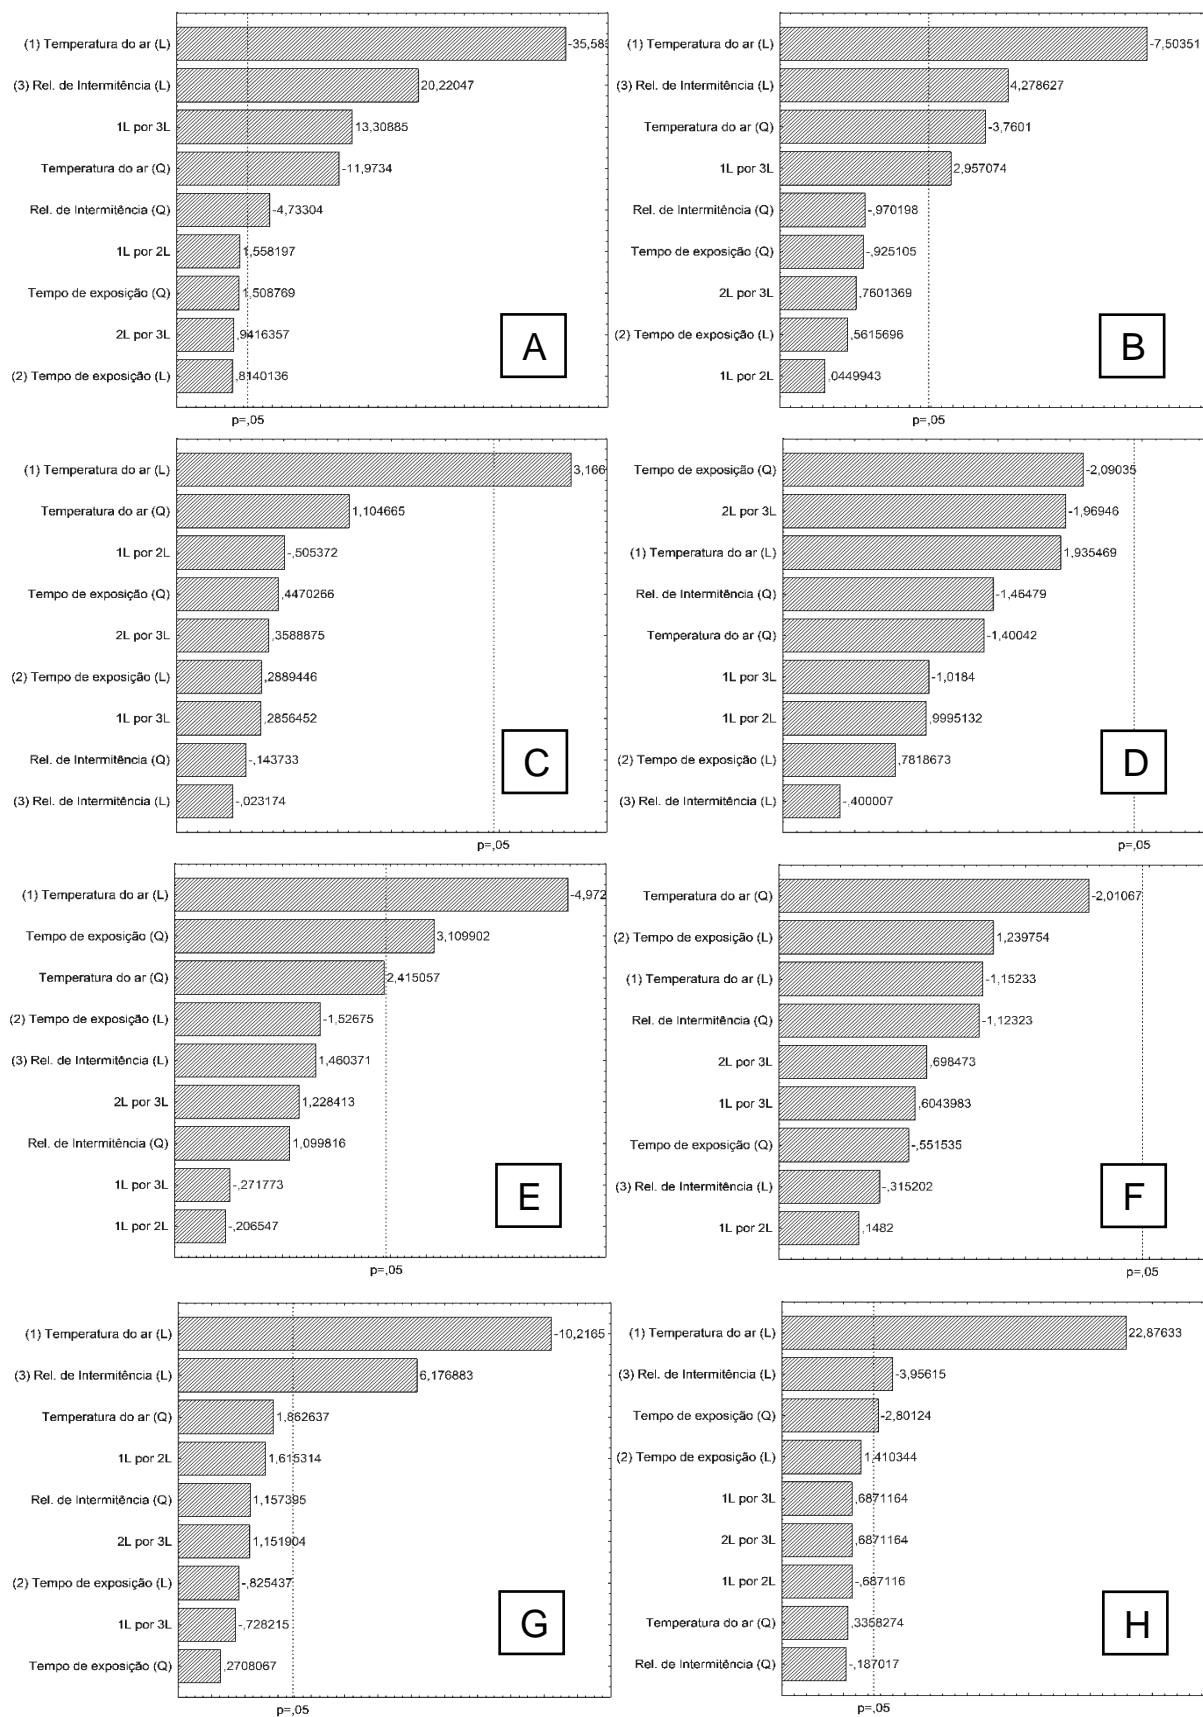 (1) Temperatura do ar (L) -35,583
(3) Rel. de Intermitência (L) 20,22047
1L por 3L 13,30885
Temperatura do ar (Q) -11,9734
Rel. de Intermitência (Q) -4,73304
1L por 2L 1,558197
Tempo de exposição (Q) 1,508769
2L por 3L ,9416357
(2) Tempo de exposição (L) ,8140136
A
p=,05
(1) Temperatura do ar (L) -7,50351
(3) Rel. de Intermitência (L) 4,278627
Temperatura do ar (Q) -3,7601
1L por 3L 2,957074
Rel. de Intermitência (Q) -,970198
Tempo de exposição (Q) -,925105
2L por 3L ,7601369
(2) Tempo de exposição (L) ,5615696
1L por 2L ,0449943
B
p=,05
(1) Temperatura do ar (L) 3,166
Temperatura do ar (Q) 1,104665
1L por 2L -,505372
Tempo de exposição (Q) ,4470266
2L por 3L ,3588875
(2) Tempo de exposição (L) ,2889446
1L por 3L ,2856452
Rel. de Intermitência (Q) -,143733
(3) Rel. de Intermitência (L) -,023174
C
p=,05
Tempo de exposição (Q) -2,09035
2L por 3L -1,96946
(1) Temperatura do ar (L) 1,935469
Rel. de Intermitência (Q) -1,46479
Temperatura do ar (Q) -1,40042
1L por 3L -1,0184
1L por 2L ,9995132
(2) Tempo de exposição (L) ,7818673
(3) Rel. de Intermitência (L) -,400007
D
p=,05
(1) Temperatura do ar (L) -4,972
Tempo de exposição (Q) 3,109902
Temperatura do ar (Q) 2,415057
(2) Tempo de exposição (L) -1,52675
(3) Rel. de Intermitência (L) 1,460371
2L por 3L 1,228413
Rel. de Intermitência (Q) 1,099816
1L por 3L -,271773
1L por 2L -,206547
E
p=,05
Temperatura do ar (Q) -2,01067
(2) Tempo de exposição (L) 1,239754
(1) Temperatura do ar (L) -1,15233
Rel. de Intermitência (Q) -1,12323
2L por 3L ,698473
1L por 3L ,6043983
Tempo de exposição (Q) -,551535
(3) Rel. de Intermitência (L) -,315202
1L por 2L ,1482
F
p=,05
(1) Temperatura do ar (L) -10,2165
(3) Rel. de Intermitência (L) 6,176883
Temperatura do ar (Q) 1,862637
1L por 2L 1,615314
Rel. de Intermitência (Q) 1,157395
2L por 3L 1,151904
(2) Tempo de exposição (L) -,825437
1L por 3L -,728215
Tempo de exposição (Q) ,2708067
G
p=,05
(1) Temperatura do ar (L) 22,87633
(3) Rel. de Intermitência (L) -3,95615
Tempo de exposição (Q) -2,80124
(2) Tempo de exposição (L) 1,410344
1L por 3L ,6871164
2L por 3L ,6871164
1L por 2L -,687116
Temperatura do ar (Q) ,3358274
Rel. de Intermitência (Q) -,187017
H
p=,05